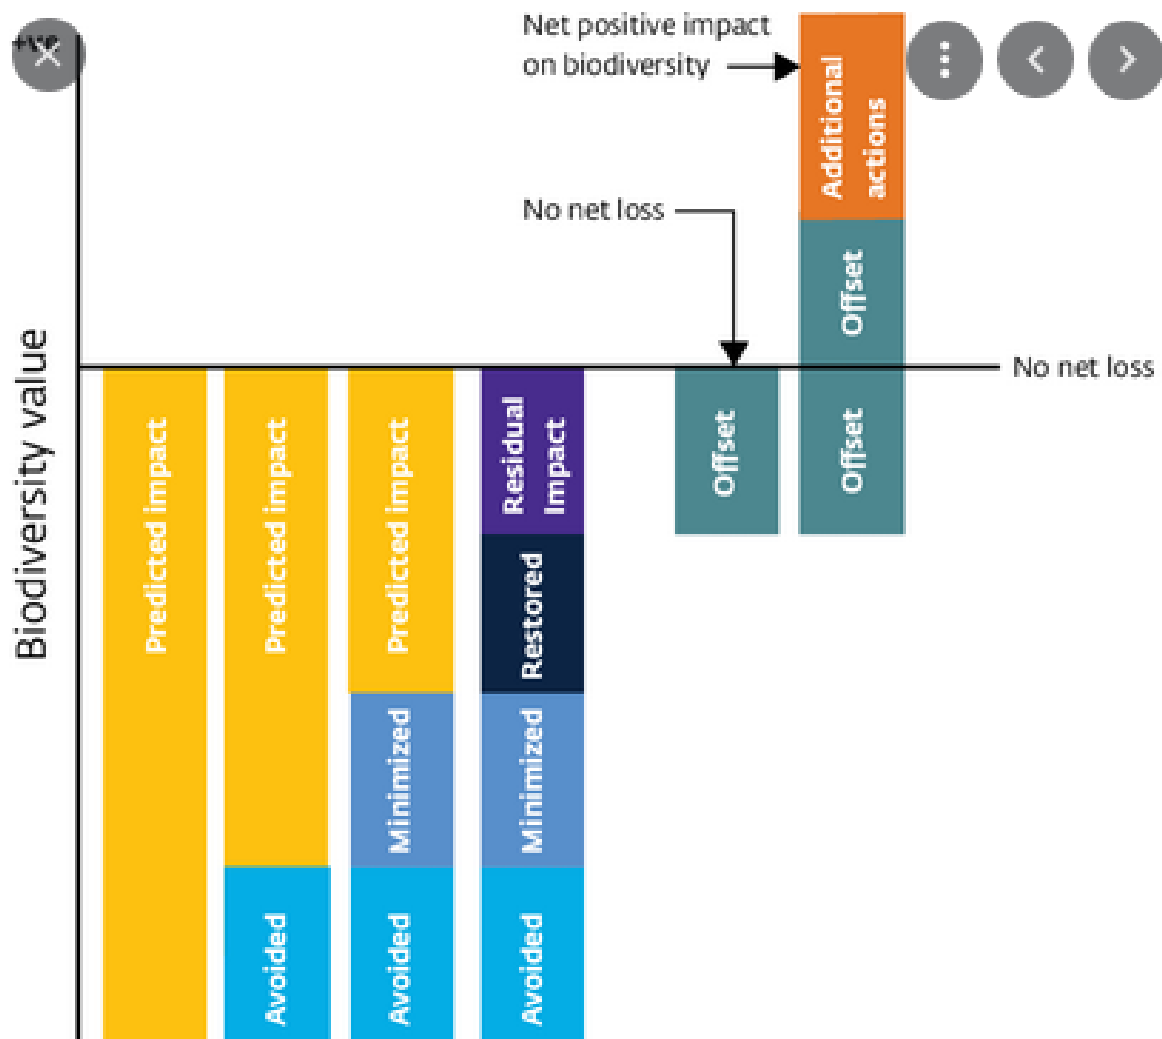 +ve
Net positive impact
on biodiversity
Additional
actions
No net loss
Offset
No net loss
Biodiversity value
Predicted impact
Predicted impact
Predicted impact
Residual
Impact
Offset
Offset
Restored
Minimized
Minimized
Avoided
Avoided
Avoided